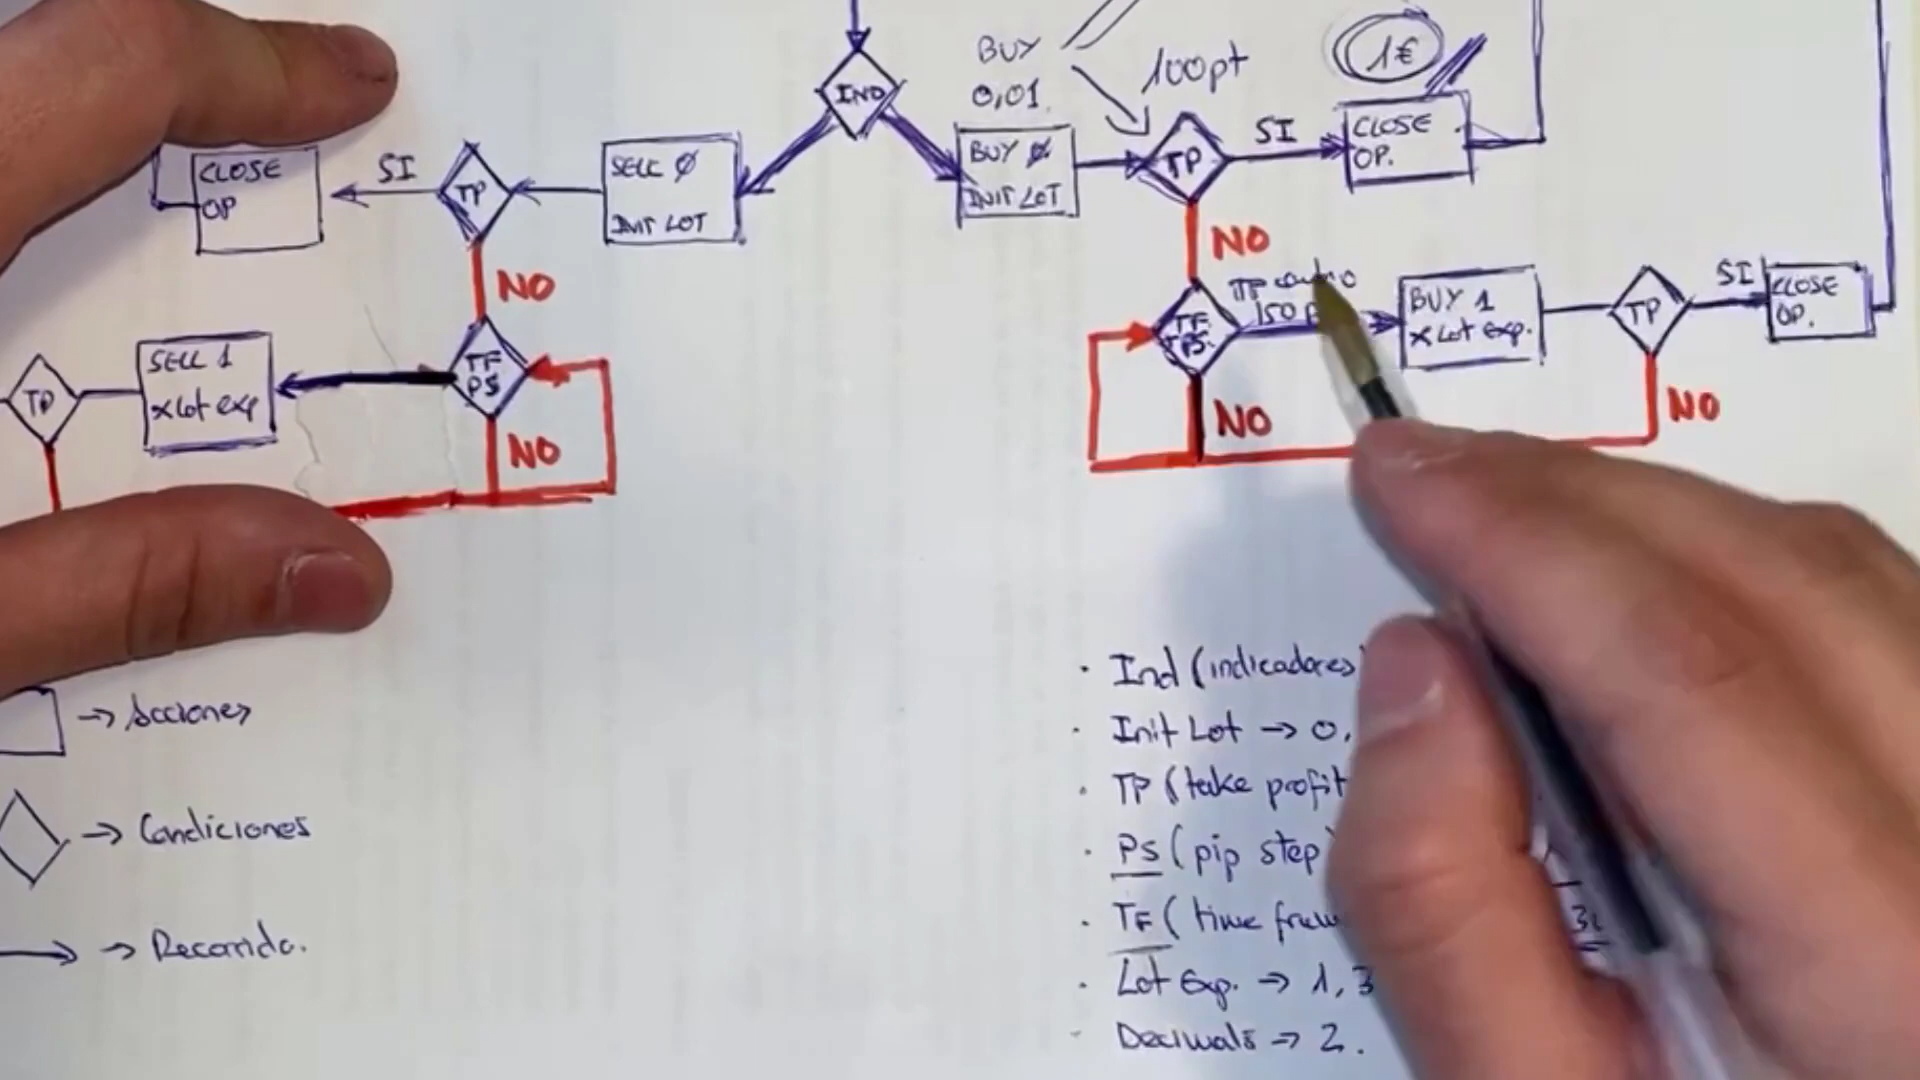 IND
BUY
0,01
100pt
1€
CLOSE
OP
SI
TP
SELL Ø
INIT LOT
BUY Ø
INIT LOT
TP
SI
CLOSE
OP.
NO
NO
TP
150
TF
PS
NO
TF
PS
NO
BUY 1
x Lot exp.
TP
SI
CLOSE
OP.
NO
TP
SELL 1
x Lot exp
→ Acciones
→ Condiciones
→ Recorrido.
· Ind (indicadores
· Init Lot → 0,
· TP (take profit
· PS (pip step
· TF (time
· Lot Exp. → 1,3
· Decimals → 2.